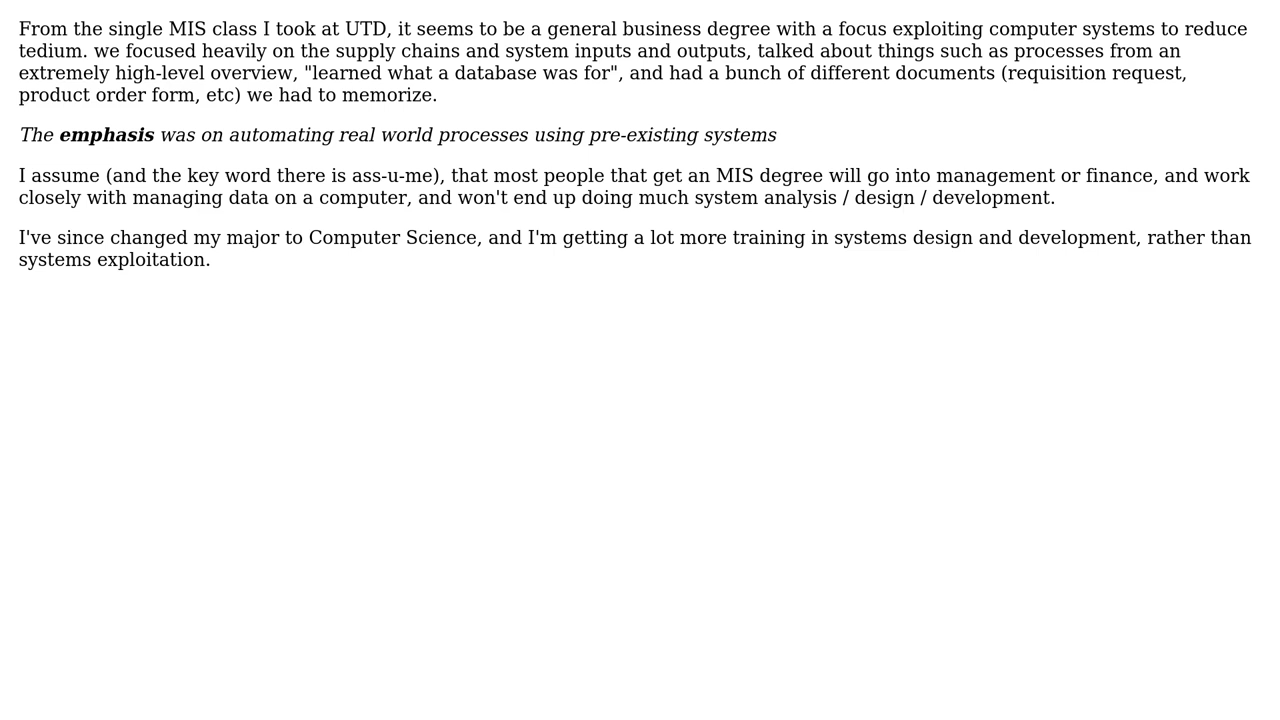 From the single MIS class I took at UTD, it seems to be a general business degree with a focus exploiting computer systems to reduce
tedium. we focused heavily on the supply chains and system inputs and outputs, talked about things such as processes from an
extremely high-level overview, "learned what a database was for", and had a bunch of different documents (requisition request,
product order form, etc) we had to memorize.
The emphasis was on automating real world processes using pre-existing systems
I assume (and the key word there is ass-u-me), that most people that get an MIS degree will go into management or finance, and work
closely with managing data on a computer, and won't end up doing much system analysis / design / development.
I've since changed my major to Computer Science, and I'm getting a lot more training in systems design and development, rather than
systems exploitation.